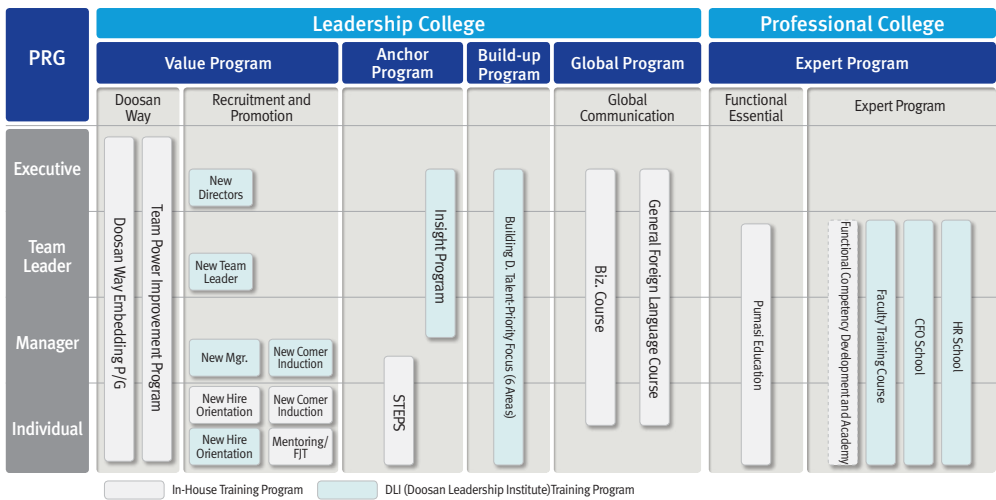 PRG
Leadership College
Professional College
Value Program
Anchor
Program
Build-up
Program
Global Program
Expert Program
Doosan
Way
Recruitment and
Promotion
Global
Communication
Functional
Essential
Expert Program
Executive
Team
Leader
Manager
Individual
Doosan Way Embedding P/G
Team Power Improvement Program
New
Directors
New Team
Leader
New Mgr.
New Comer
Induction
New Hire
Orientation
New Comer
Induction
New Hire
Orientation
Mentoring/
FJT
STEPS
Insight Program
Building D. Talent-Priority Focus (6 Areas)
Biz. Course
General Foreign Language Course
Pumasi Education
Functional Competency Development and Academy
Faculty Training Course
CFO School
HR School
In-House Training Program
DLI (Doosan Leadership Institute)Training Program